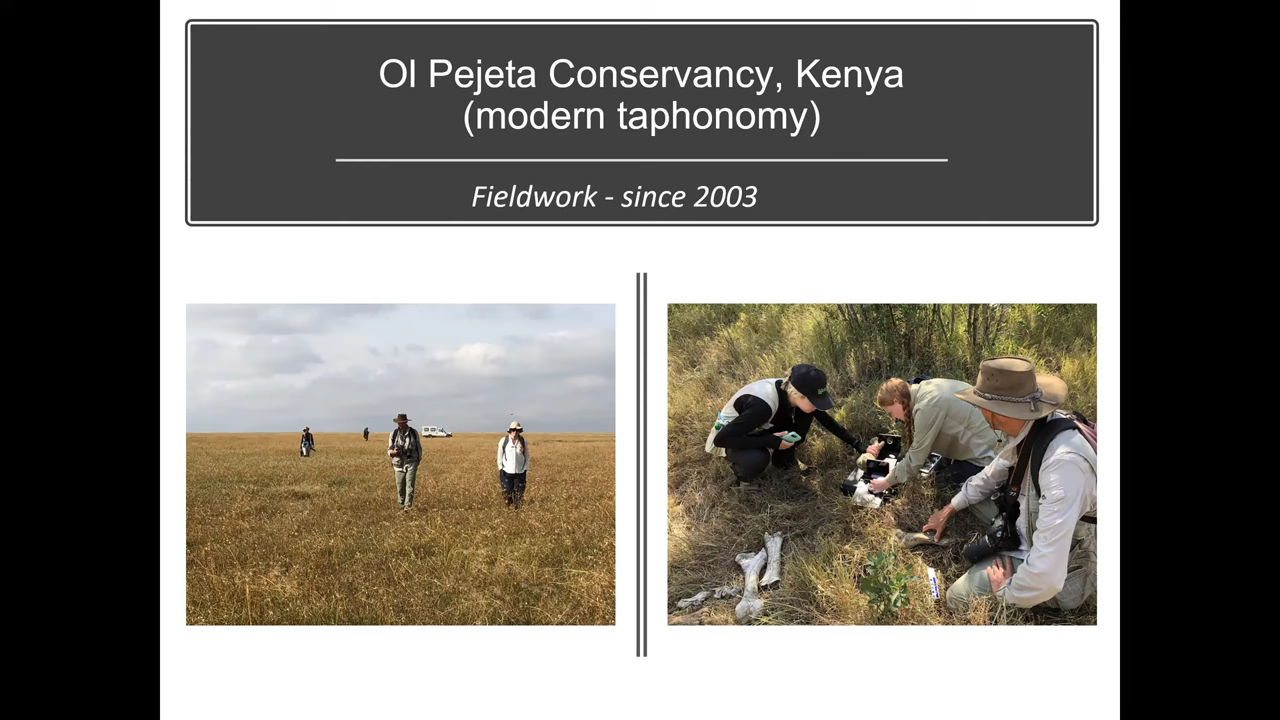 Ol Pejeta Conservancy, Kenya
(modern taphonomy)
Fieldwork - since 2003